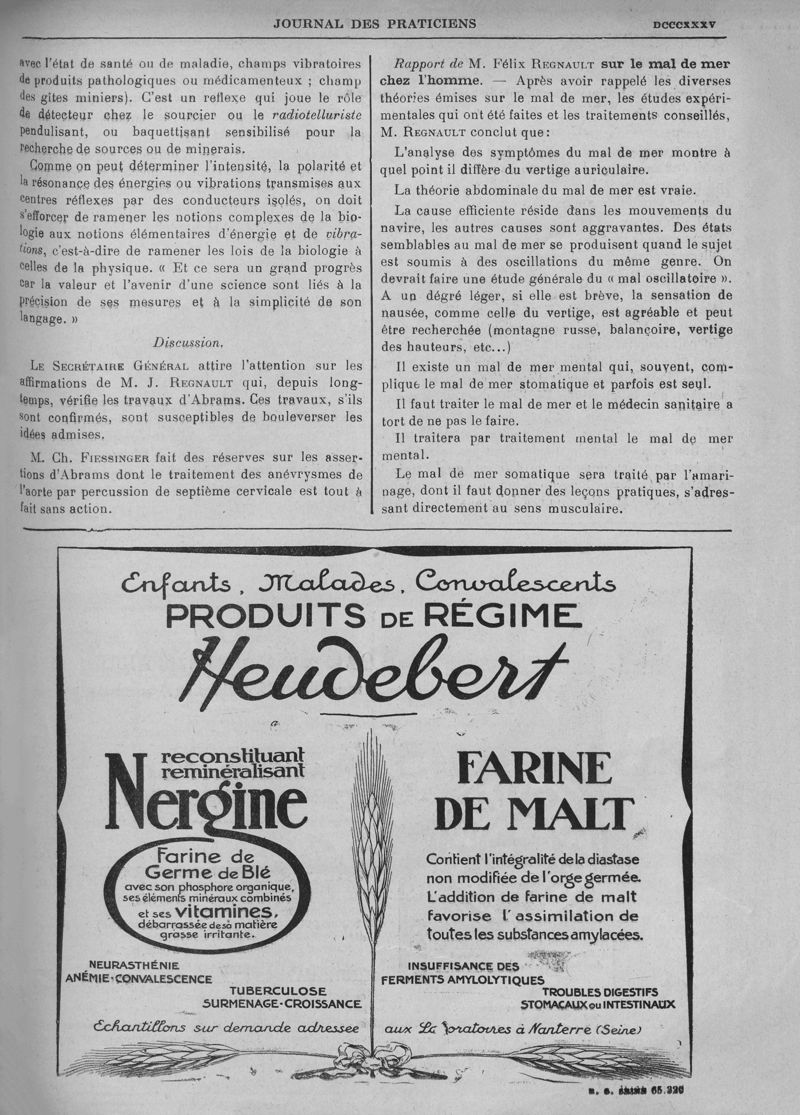 JOURNAL DES PRATICIENS
DCCCXXXV
avec l'état de santé ou de maladie, champs vibratoires
de produits pathologiques ou médicamenteux ; champ
des gites miniers). C'est un reflexe qui joue le rôle
de détecteur chez le sourcier ou le radiotelluriste
pendulisant, ou baquettisant sensibilisé pour la
recherche de sources ou de minerais.
Comme on peut déterminer l'intensité, la polarité et
la résonance des énergies ou vibrations transmises aux
centres réflexes par des conducteurs isolés, on doit
s'efforcer de ramener les notions complexes de la bio-
logie aux notions élémentaires d'énergie et de vibra-
tions, c'est-à-dire de ramener les lois de la biologie à
celles de la physique. « Et ce sera un grand progrès
car la valeur et l'avenir d'une science sont liés à la
précision de ses mesures et à la simplicité de son
langage. »
Discussion.
LE SECRÉTAIRE GÉNÉRAL attire l'attention sur les
affirmations de M. J. REGNAULT qui, depuis long-
temps, vérifie les travaux d'Abrams. Ces travaux, s'ils
sont confirmés, sont susceptibles de bouleverser les
idées admises.
M. Ch. FIESSINGER fait des réserves sur les asser-
tions d'Abrams dont le traitement des anévrysmes de
l'aorte par percussion de septième cervicale est tout à
fait sans action.
Rapport de M. Félix REGNAULT sur le mal de mer
chez l'homme. — Après avoir rappelé les diverses
théories émises sur le mal de mer, les études expéri-
mentales qui ont été faites et les traitements conseillés,
M. REGNAULT conclut que :
L'analyse des symptômes du mal de mer montre à
quel point il diffère du vertige auriculaire.
La théorie abdominale du mal de mer est vraie.
La cause efficiente réside dans les mouvements du
navire, les autres causes sont aggravantes. Des états
semblables au mal de mer se produisent quand le sujet
est soumis à des oscillations du même genre. On
devrait faire une étude générale du « mal oscillatoire ».
A un dégré léger, si elle est brève, la sensation de
nausée, comme celle du vertige, est agréable et peut
être recherchée (montagne russe, balançoire, vertige
des hauteurs, etc...)
Il existe un mal de mer mental qui, souvent, com-
plique le mal de mer stomatique et parfois est seul.
Il faut traiter le mal de mer et le médecin sanitaire a
tort de ne pas le faire.
Il traitera par traitement mental le mal de mer
mental.
Le mal de mer somatique sera traité par l'amari-
nage, dont il faut donner des leçons pratiques, s'adres-
sant directement au sens musculaire.
Enfants, Malades, Convalescents
PRODUITS DE RÉGIME
Heudebert
reconstituant
reminéralisant
Nergine
Farine de
Germe de Blé
avec son phosphore organique,
ses éléments minéraux combinés
et ses vitamines,
débarrassée de sa matière
grasse irritante.
NEURASTHÉNIE
ANÉMIE-CONVALESCENCE
TUBERCULOSE
SURMENAGE-CROISSANCE
FARINE
DE MALT
Contient l'intégralité de la diastase
non modifiée de l'orge germée.
L'addition de farine de malt
favorise l'assimilation de
toutes les substances amylacées.
INSUFFISANCE DES
FERMENTS AMYLOLYTIQUES
TROUBLES DIGESTIFS
STOMACAUX ou INTESTINAUX
Echantillons sur demande adressee aux La boratoires à Nanterre (Seine)
65.220